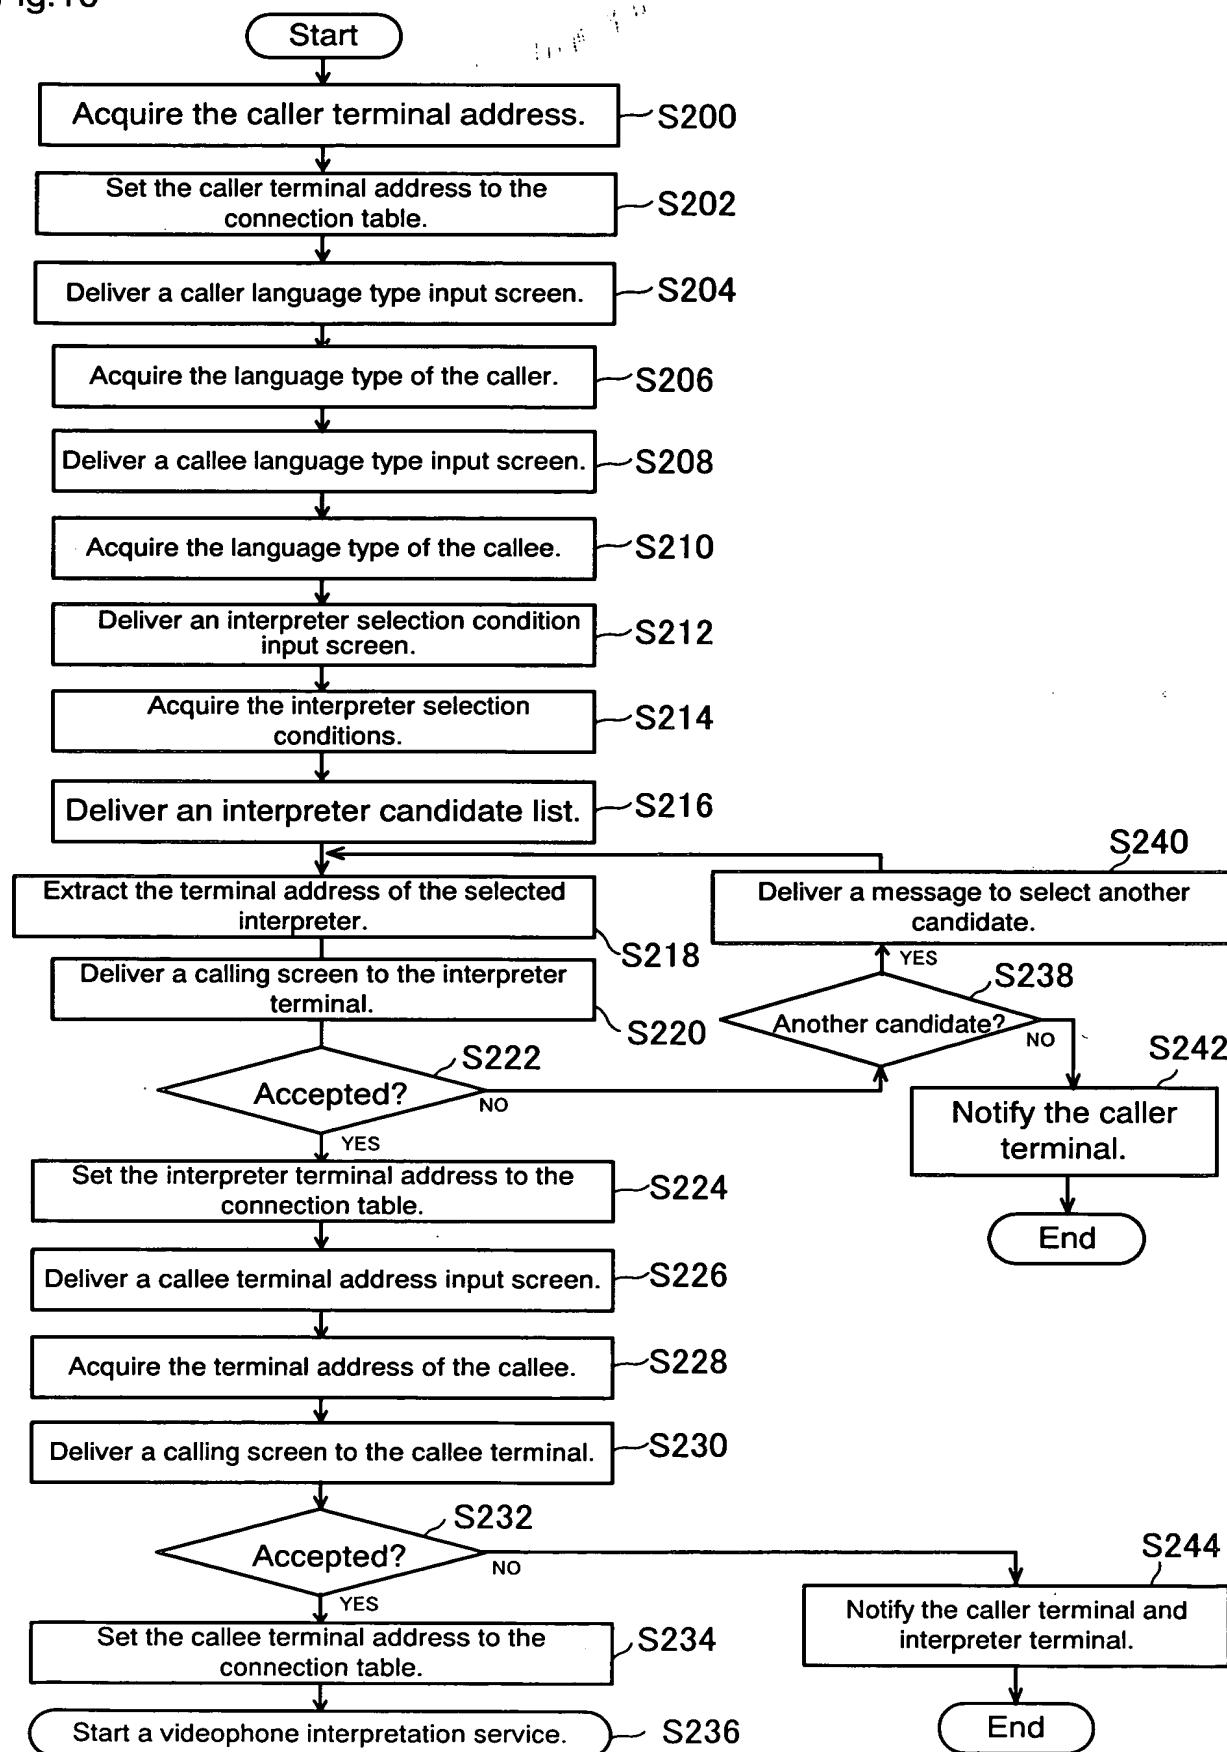 Start
Acquire the caller terminal address.
S200
Set the caller terminal address to the
connection table.
S202
Deliver a caller language type input screen.
S204
Acquire the language type of the caller.
S206
Deliver a callee language type input screen.
S208
Acquire the language type of the callee.
S210
Deliver an interpreter selection condition
input screen.
S212
Acquire the interpreter selection
conditions.
S214
Deliver an interpreter candidate list.
S216
Extract the terminal address of the selected
interpreter.
S218
Deliver a calling screen to the interpreter
terminal.
S220
Accepted?
S222
NO
YES
S240
Deliver a message to select another
candidate.
YES
S238
Another candidate?
NO
S242
Notify the caller
terminal.
End
Set the interpreter terminal address to the
connection table.
S224
Deliver a callee terminal address input screen.
S226
Acquire the terminal address of the callee.
S228
Deliver a calling screen to the callee terminal.
S230
Accepted?
S232
NO
YES
S244
Notify the caller terminal and
interpreter terminal.
End
Set the callee terminal address to the
connection table.
S234
Start a videophone interpretation service.
S236